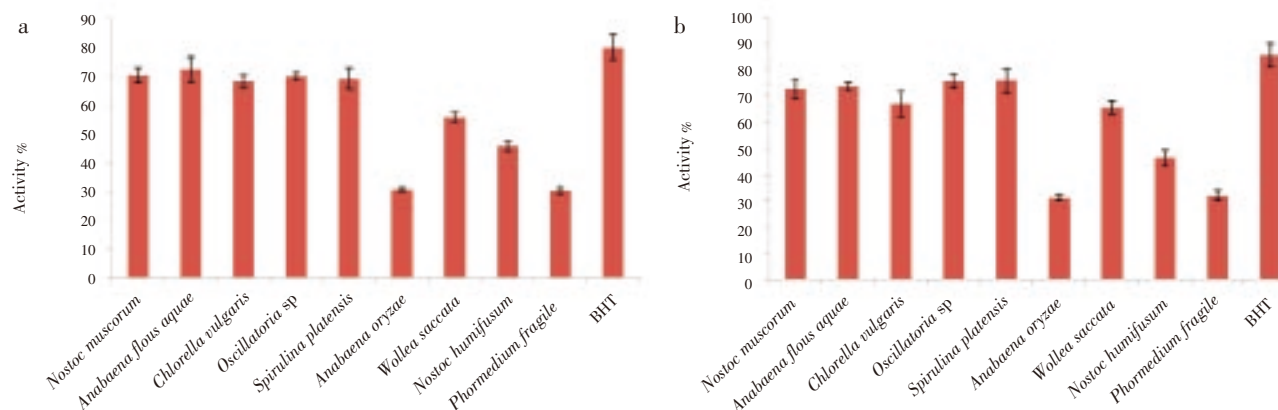 a
90
80
70
60
50
40
30
20
10
0
Activity %
Nostoc muscorum
Anabaena flous aquae
Chlorella vulgaris
Oscillatoria sp
Spirulina platensis
Anabaena oryzae
Wollea saccata
Nostoc humifusum
Phormedium fragile
BHT
b
100
90
80
70
60
50
40
30
20
10
0
Activity %
Nostoc muscorum
Anabaena flous aquae
Chlorella vulgaris
Oscillatoria sp
Spirulina platensis
Anabaena oryzae
Wollea saccata
Nostoc humifusum
Phormedium fragile
BHT